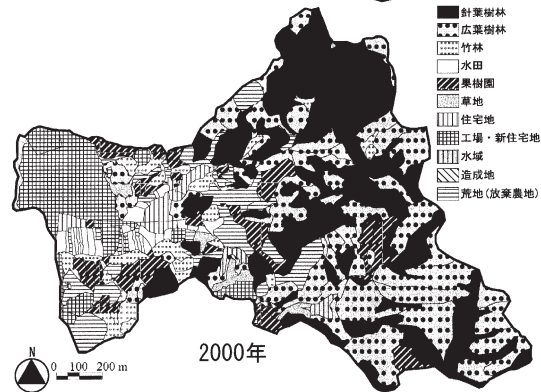 針葉樹林
広葉樹林
竹林
水田
果樹園
草地
住宅地
工場・新住宅地
水域
造成地
荒地(放棄農地)
2000年
N
0 100 200 m